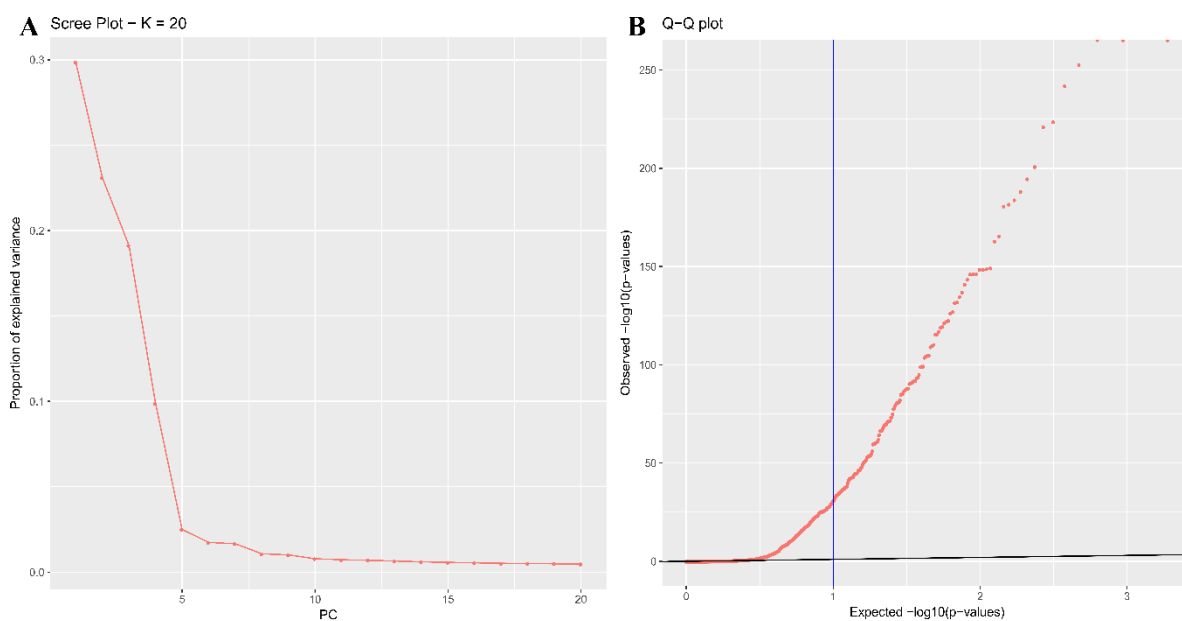 A Scree Plot − K = 20
0.3
0.2
0.1
0.0
Proportion of explained variance
5 10 15 20
PC
B Q−Q plot
250
200
150
100
50
0
Observed −log10(p-values)
0 1 2 3
Expected −log10(p-values)